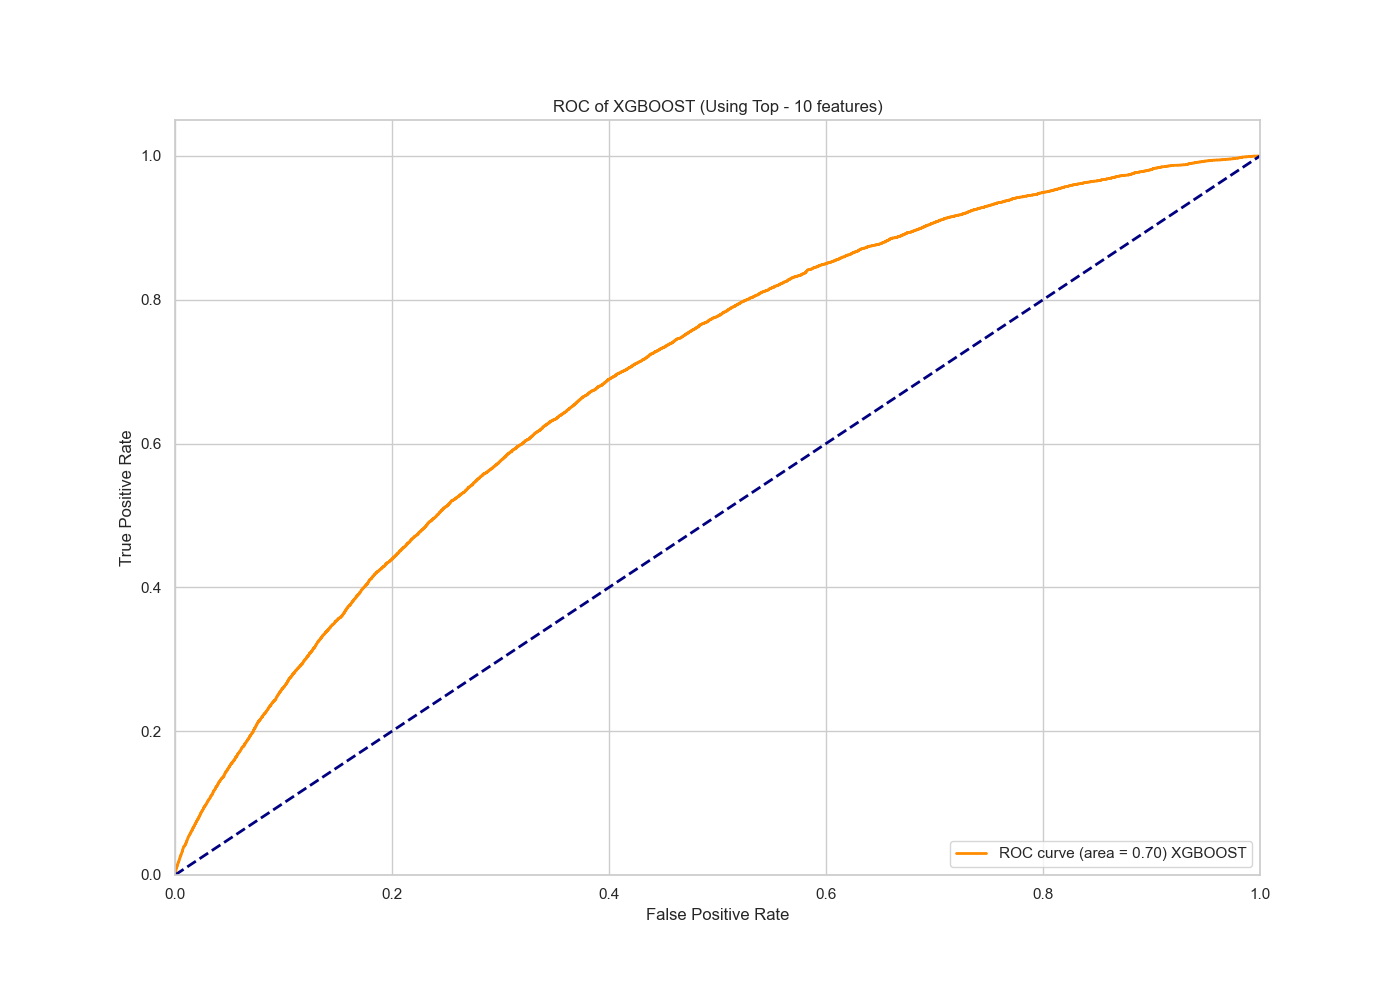 ROC of XGBOOST (Using Top - 10 features)
True Positive Rate
1.0
0.8
0.6
0.4
0.2
0.0
ROC curve (area = 0.70) XGBOOST
0.0 0.2 0.4 0.6 0.8 1.0
False Positive Rate